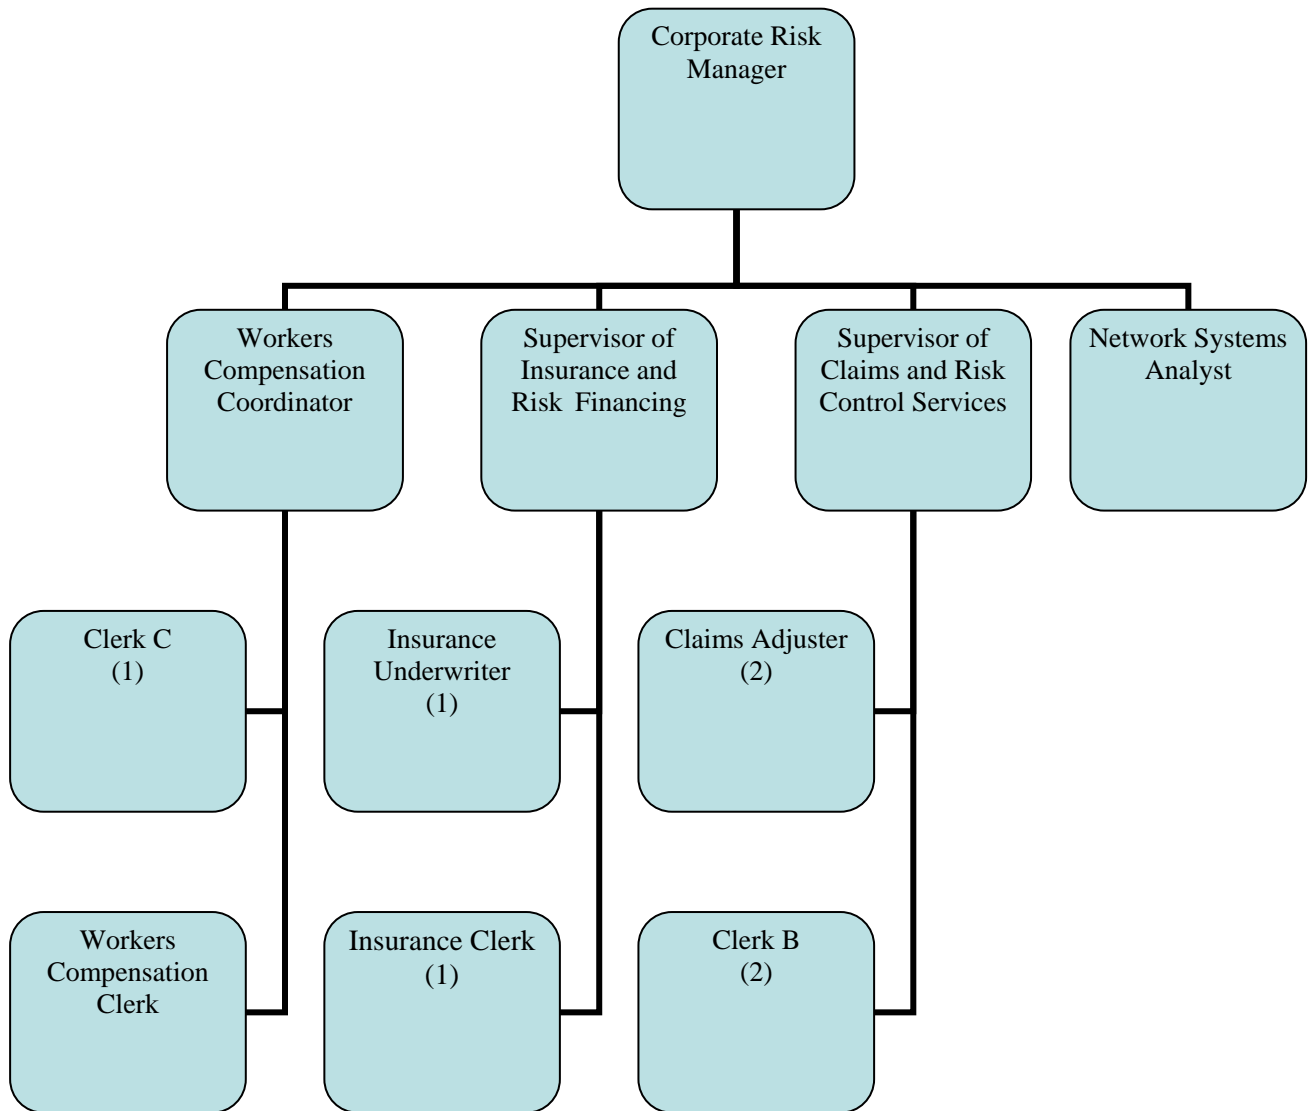 Corporate Risk
Manager
Workers
Compensation
Coordinator
Supervisor of
Insurance and
Risk Financing
Supervisor of
Claims and Risk
Control Services
Network Systems
Analyst
Clerk C
(1)
Insurance
Underwriter
(1)
Claims Adjuster
(2)
Workers
Compensation
Clerk
Insurance Clerk
(1)
Clerk B
(2)